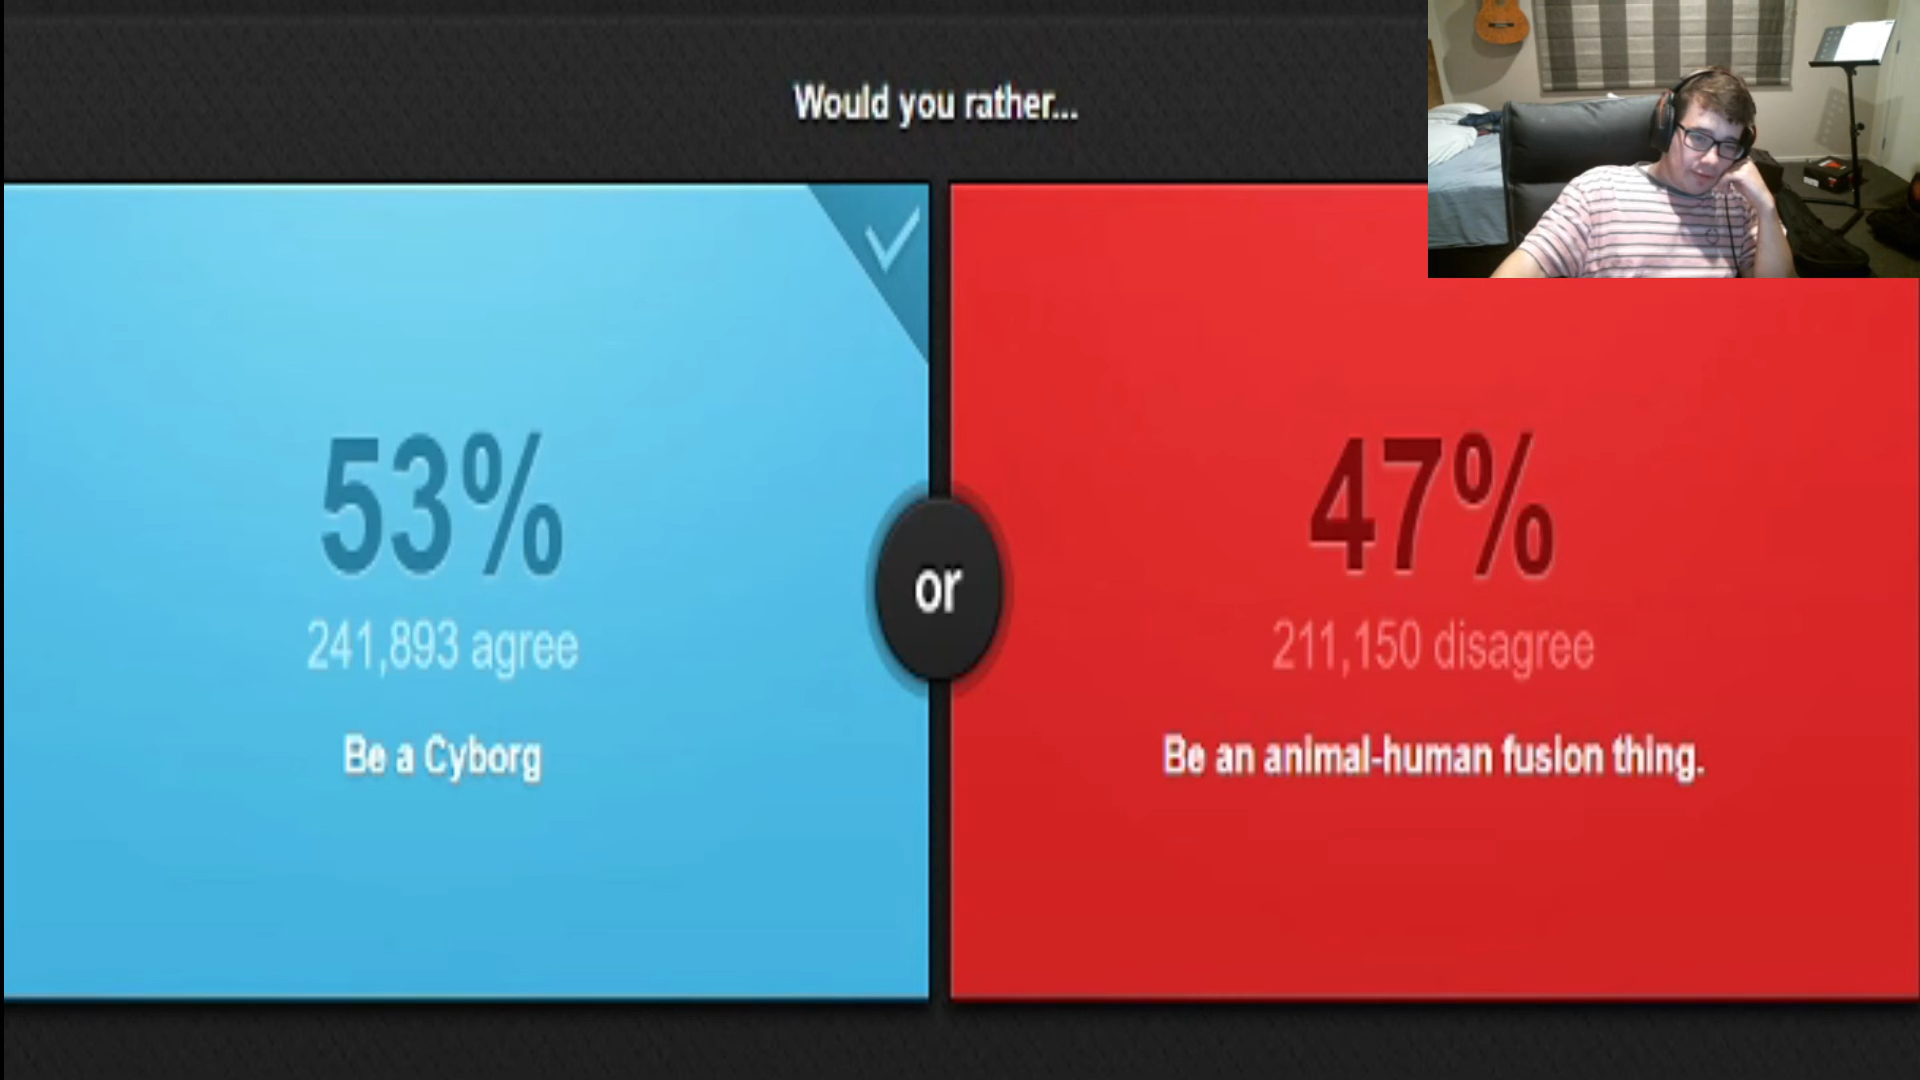 Would you rather...
53%
241,893 agree
Be a Cyborg
or
47%
211,150 disagree
Be an animal-human fusion thing.